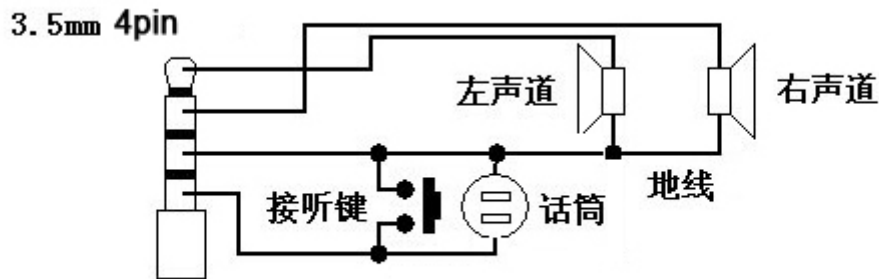 3.5mm 4pin
左声道
右声道
接听键
话筒
地线